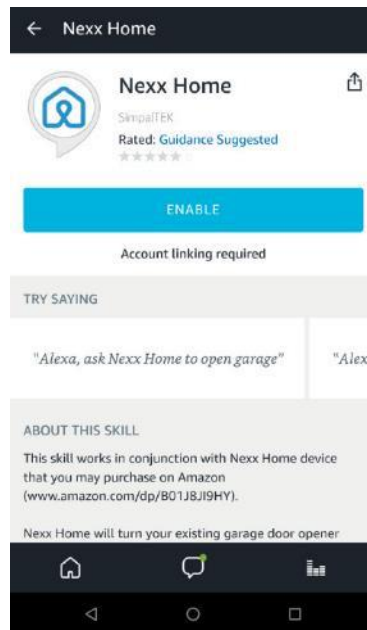 Nexx Home
Nexx Home
SimpalTEK
Rated: Guidance Suggested
ENABLE
Account linking required
TRY SAYING
"Alexa, ask Nexx Home to open garage"
"Alex
ABOUT THIS SKILL
This skill works in conjunction with Nexx Home device
that you may purchase on Amazon
(www.amazon.com/dp/B01J8JI9HY).
Nexx Home will turn your existing garage door opener